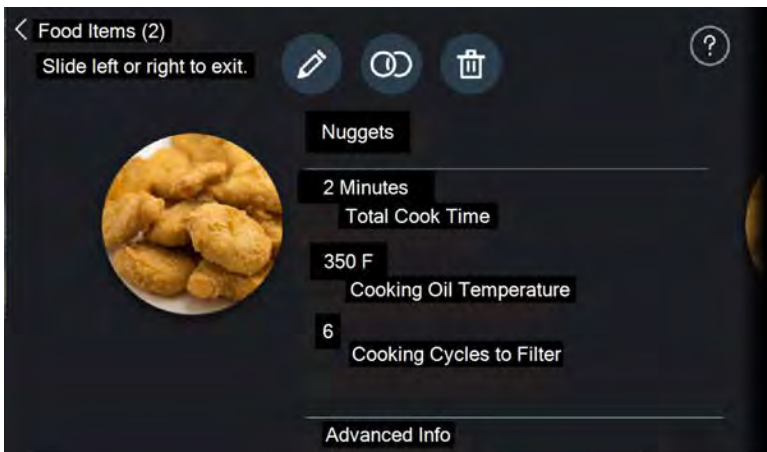 Food Items (2)
Slide left or right to exit.
?
Nuggets
2 Minutes
Total Cook Time
350 F
Cooking Oil Temperature
6
Cooking Cycles to Filter
Advanced Info